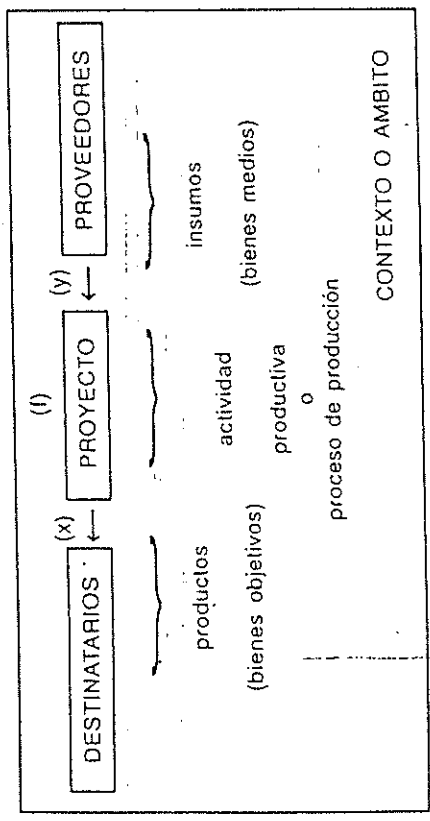 (x) (f) (y)
DESTINATARIOS ← PROYECTO ← PROVEEDORES
productos
(bienes objetivos)
actividad
productiva
o
proceso de producción
insumos
(bienes medios)
CONTEXTO O AMBITO